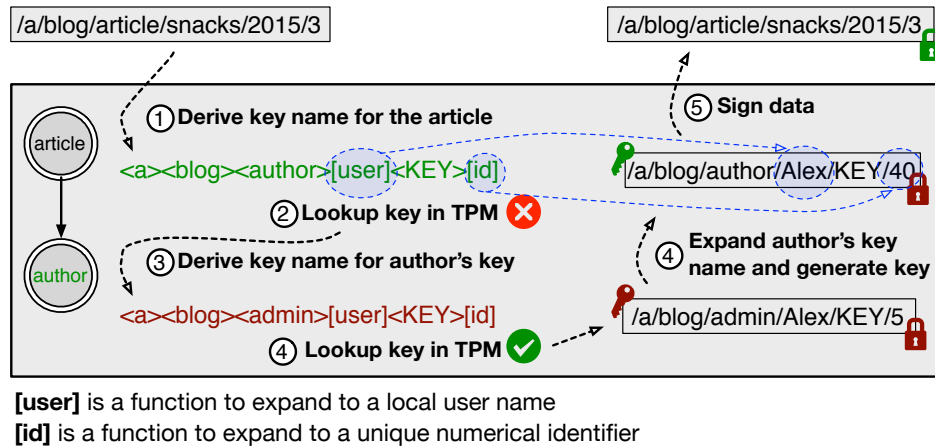 /a/blog/article/snacks/2015/3
/a/blog/article/snacks/2015/3
① Derive key name for the article
⑤ Sign data
article
<a><blog><author>[user]<KEY>[id]
/a/blog/author/Alex/KEY/40
② Lookup key in TPM
③ Derive key name for author's key
④ Expand author's key
name and generate key
author
<a><blog><admin>[user]<KEY>[id]
/a/blog/admin/Alex/KEY/5
④ Lookup key in TPM
[user] is a function to expand to a local user name
[id] is a function to expand to a unique numerical identifier